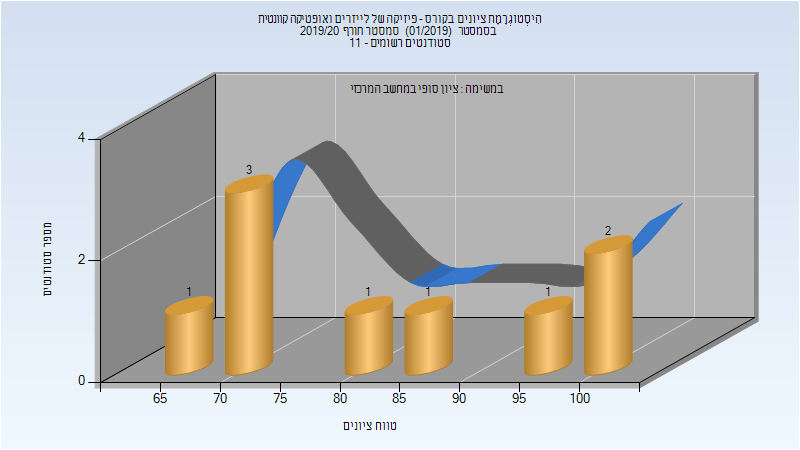 היסטוגרמת ציונים בקורס - פיזיקה של לייזרים ואופטיקה קוונטית
בסמסטר (01/2019) סמסטר חורף 2019/20
סטודנטים רשומים - 11
במשימה : ציון סופי במחשב המרכזי
מספר סטודנטים
4
2
0
1
3
1
1
1
2
65
70
75
80
85
90
95
100
טווח ציונים